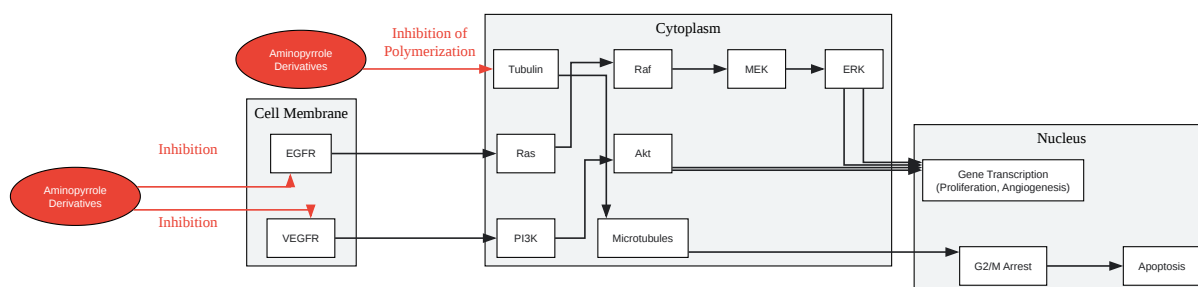 Cytoplasm
Inhibition of
Polymerization
Aminopyrrole
Derivatives
Tubulin
Raf
MEK
ERK
Cell Membrane
Nucleus
Inhibition
EGFR
Ras
Akt
Gene Transcription
(Proliferation, Angiogenesis)
Aminopyrrole
Derivatives
Inhibition
VEGFR
PI3K
Microtubules
G2/M Arrest
Apoptosis